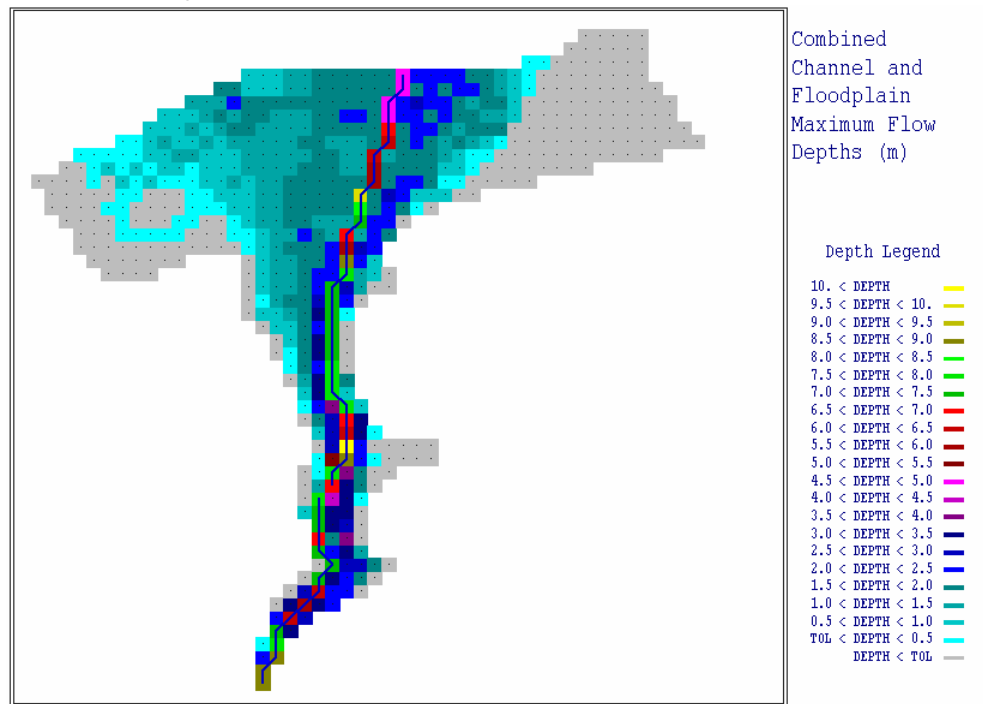 Combined
Channel and
Floodplain
Maximum Flow
Depths (m)
Depth Legend
10. < DEPTH
9.5 < DEPTH < 10.
9.0 < DEPTH < 9.5
8.5 < DEPTH < 9.0
8.0 < DEPTH < 8.5
7.5 < DEPTH < 8.0
7.0 < DEPTH < 7.5
6.5 < DEPTH < 7.0
6.0 < DEPTH < 6.5
5.5 < DEPTH < 6.0
5.0 < DEPTH < 5.5
4.5 < DEPTH < 5.0
4.0 < DEPTH < 4.5
3.5 < DEPTH < 4.0
3.0 < DEPTH < 3.5
2.5 < DEPTH < 3.0
2.0 < DEPTH < 2.5
1.5 < DEPTH < 2.0
1.0 < DEPTH < 1.5
0.5 < DEPTH < 1.0
TOL < DEPTH < 0.5
DEPTH < TOL